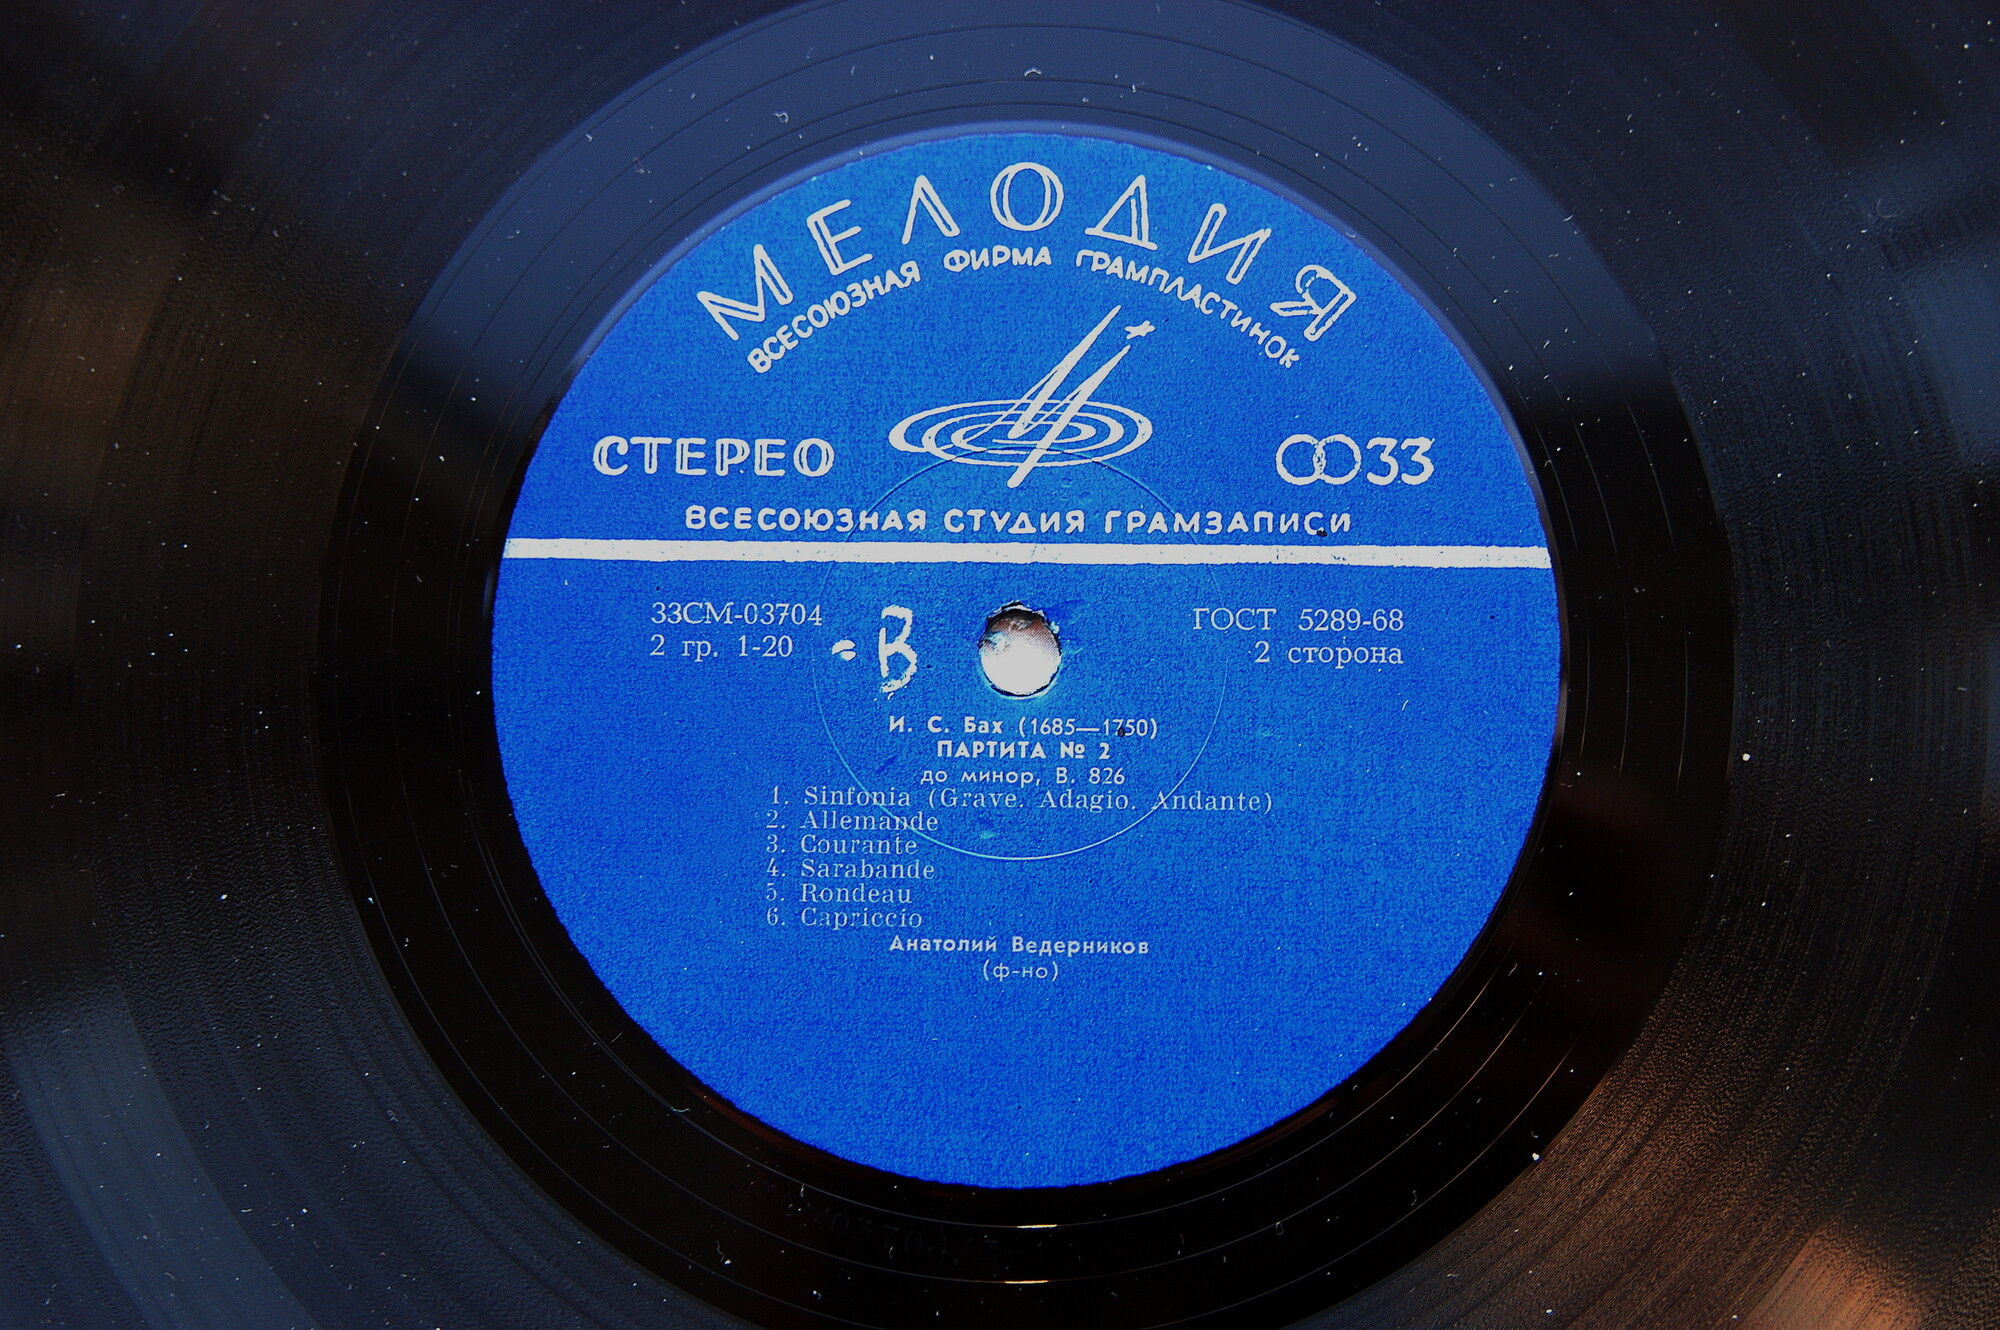 МЕЛОДИЯ
ВСЕСОЮЗНАЯ ФИРМА ГРАМПЛАСТИНОК
СТЕРЕО
33
ВСЕСОЮЗНАЯ СТУДИЯ ГРАМЗАПИСИ
33СМ-03704
2 гр. 1-20
= B
ГОСТ 5289-68
2 сторона
И. С. Бах (1685—1750)
ПАРТИТА № 2
до минор, В. 826
1. Sinfonia (Grave. Adagio. Andante)
2. Allemande
3. Courante
4. Sarabande
5. Rondeau
6. Capriccio
Анатолий Ведерников
(ф-но)